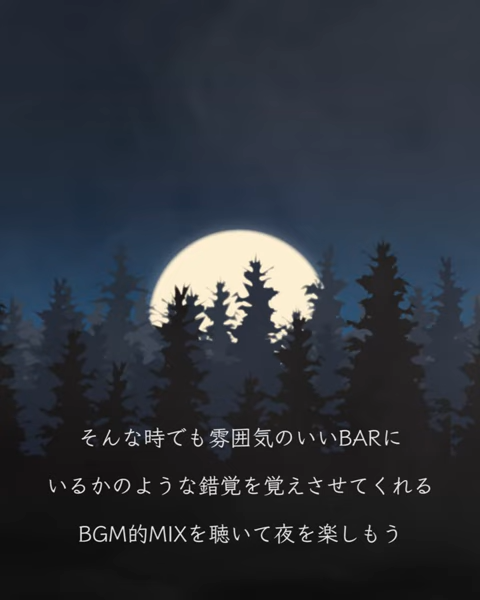 そんな時でも雰囲気のいいBARに
いるかのような錯覚を覚えさせてくれる
BGM的MIXを聴いて夜を楽しもう